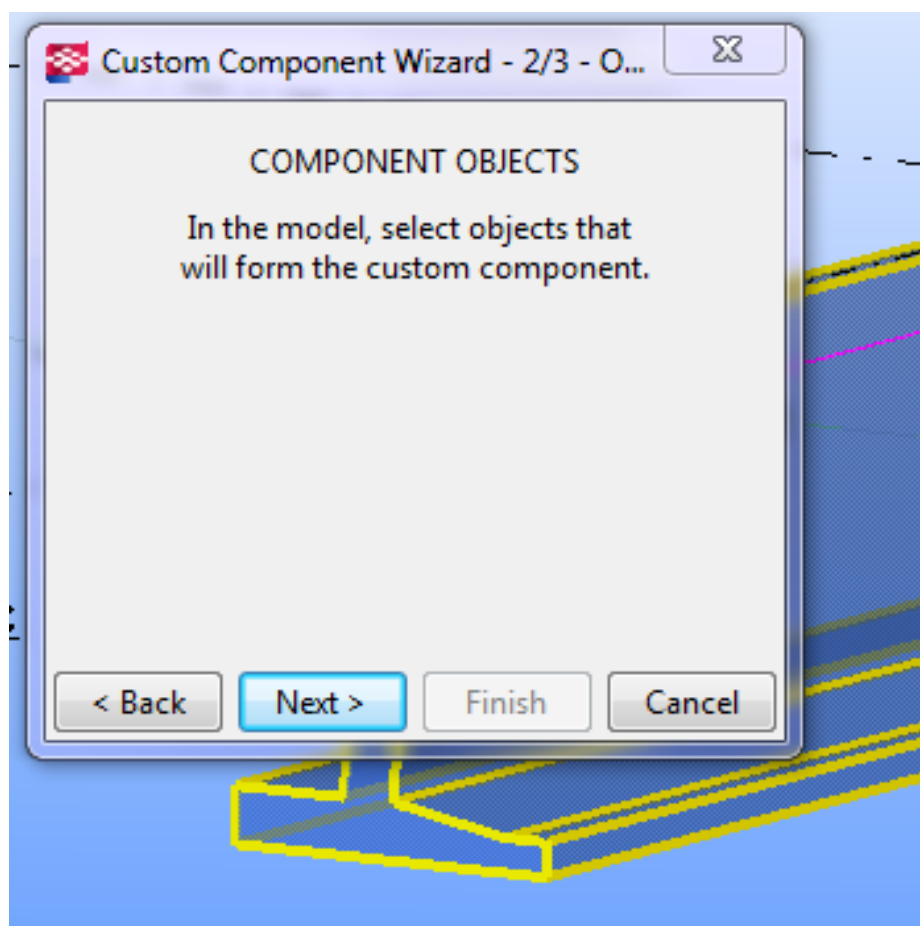 Custom Component Wizard - 2/3 - O...
COMPONENT OBJECTS
In the model, select objects that
will form the custom component.
< Back
Next >
Finish
Cancel